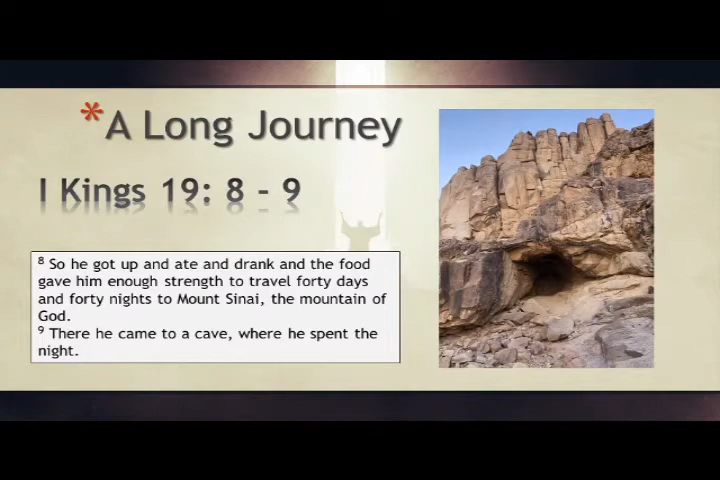 *A Long Journey
I Kings 19: 8 - 9
8 So he got up and ate and drank and the food
gave him enough strength to travel forty days
and forty nights to Mount Sinai, the mountain of
God.
9 There he came to a cave, where he spent the
night.